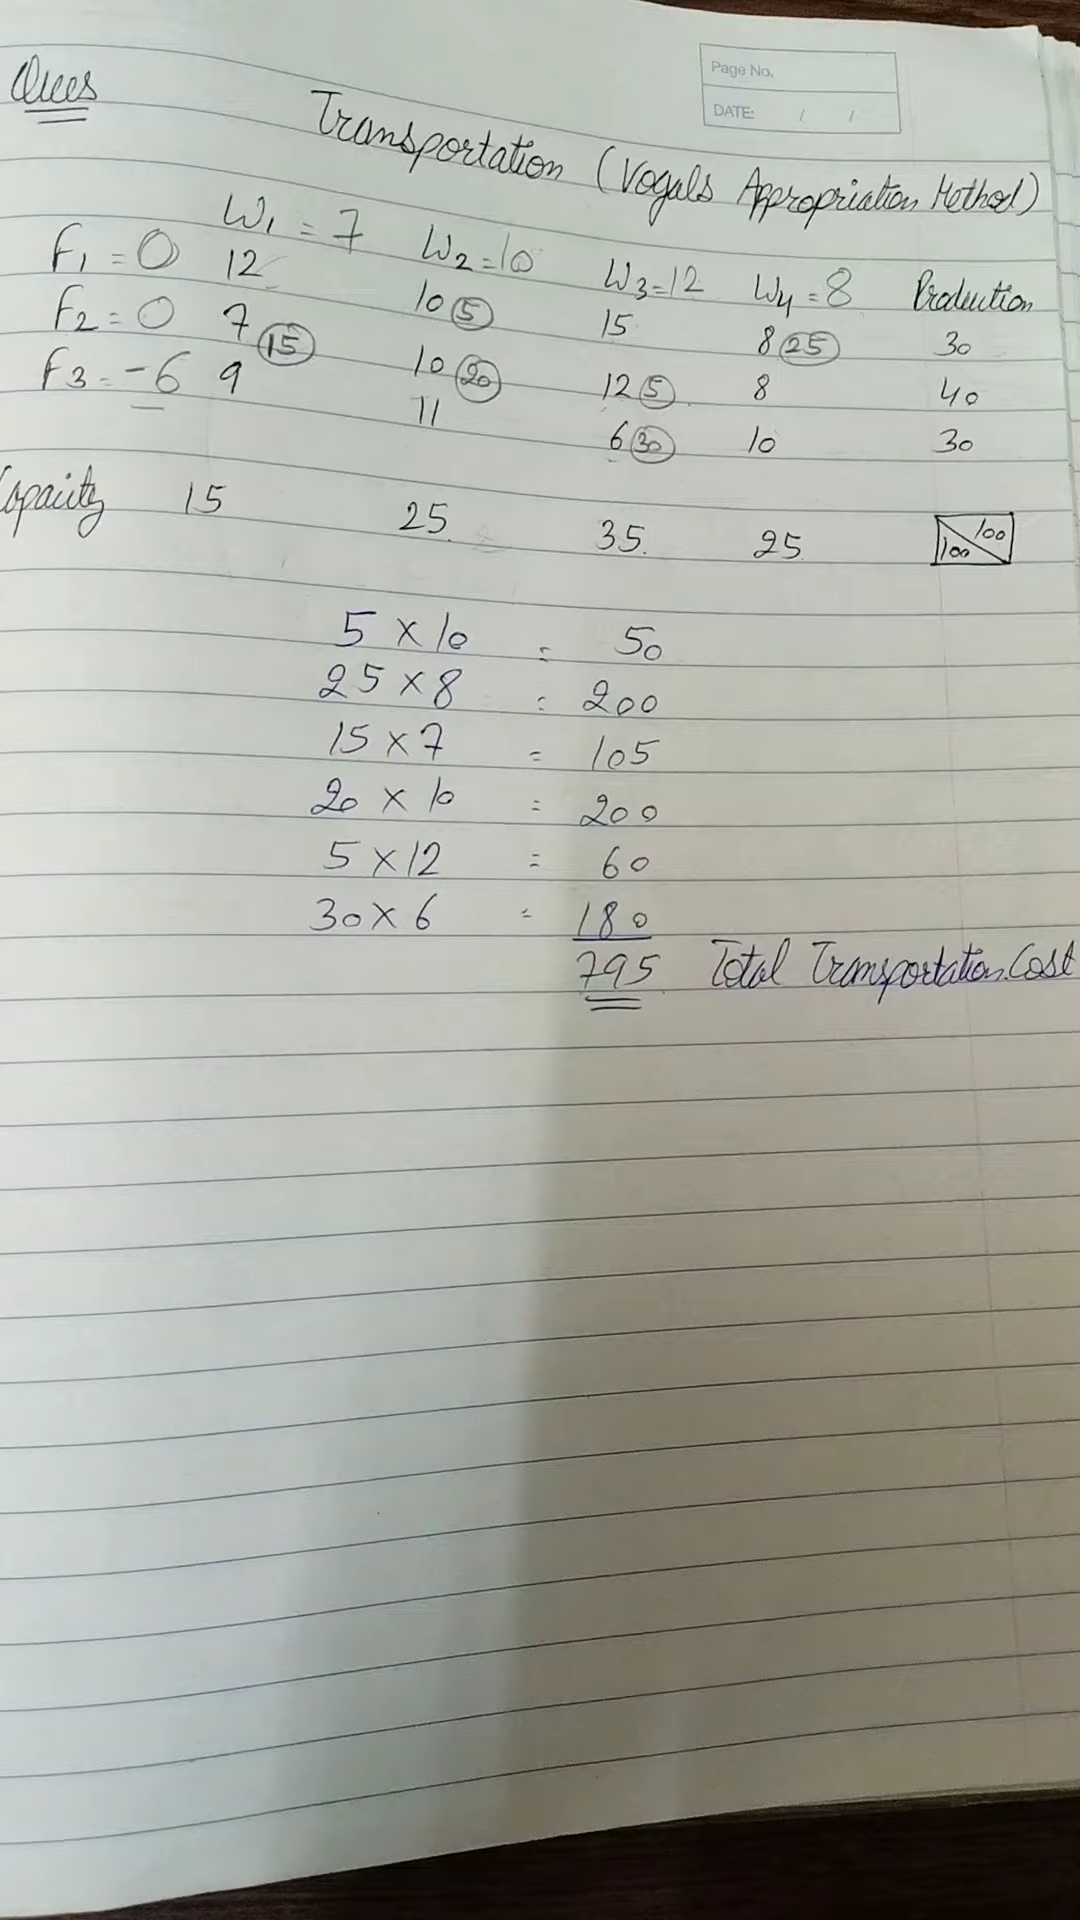 Page No.
DATE: / /
Ques
Transportation (Vogals Appropriation Method)
W1 = 7 W2 = 10 W3 = 12 W4 = 8 Production
F1 = 0 12 10 (5) 15 8 (25) 30
F2 = 0 7 (15) 10 (20) 12 (5) 8 40
F3 = -6 9 11 6 (30) 10 30
Capacity 15 25 35 25 100 100
5 × 10 = 50
25 × 8 = 200
15 × 7 = 105
20 × 10 = 200
5 × 12 = 60
30 × 6 = 180
795 Total Transportation Cost